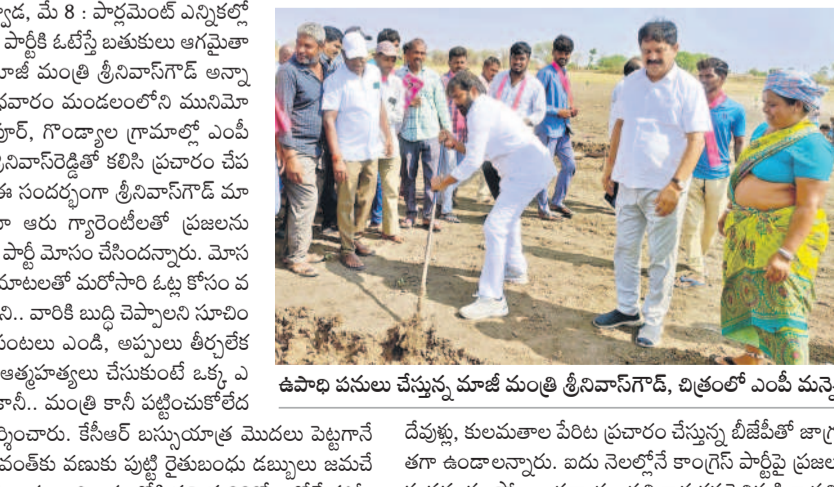 వాడ, మే 8 : పార్లమెంట్ ఎన్నికల్లో
పార్టీకి ఓటేస్తే బతుకులు ఆగమైతా
మాజీ మంత్రి శ్రీనివాస్‌గౌడ్ అన్నా
ధవారం మండలంలోని మునిమో
పూర్, గొండ్యాల గ్రామాల్లో ఎంపీ
శ్రీనివాస్‌రెడ్డితో కలిసి ప్రచారం చేప
ఈ సందర్భంగా శ్రీనివాస్‌గౌడ్ మా
ఆరు గ్యారెంటీలతో ప్రజలను
పార్టీ మోసం చేసిందన్నారు. మోస
మాటలతో మరోసారి ఓట్ల కోసం వ
ని.. వారికి బుద్ధి చెప్పాలని సూచిం
పంటలు ఎండి, అప్పులు తీర్చలేక
ఆత్మహత్యలు చేసుకుంటే ఒక్క ఎ
కానీ.. మంత్రి కానీ పట్టించుకోలేద
ర్శించారు. కేసీఆర్ బస్సుయాత్ర మొదలు పెట్టగానే
వంత్‌కు వణుకు పుట్టి రైతుబంధు డబ్బులు జమచే
ఉపాధి పనులు చేస్తున్న మాజీ మంత్రి శ్రీనివాస్‌గౌడ్, చిత్రంలో ఎంపీ మన్నె
దేవుళ్లు, కులమతాల పేరిట ప్రచారం చేస్తున్న బీజేపీతో జాగ్ర
తగా ఉండాలన్నారు. ఐదు నెలల్లోనే కాంగ్రెస్ పార్టీపై ప్రజల